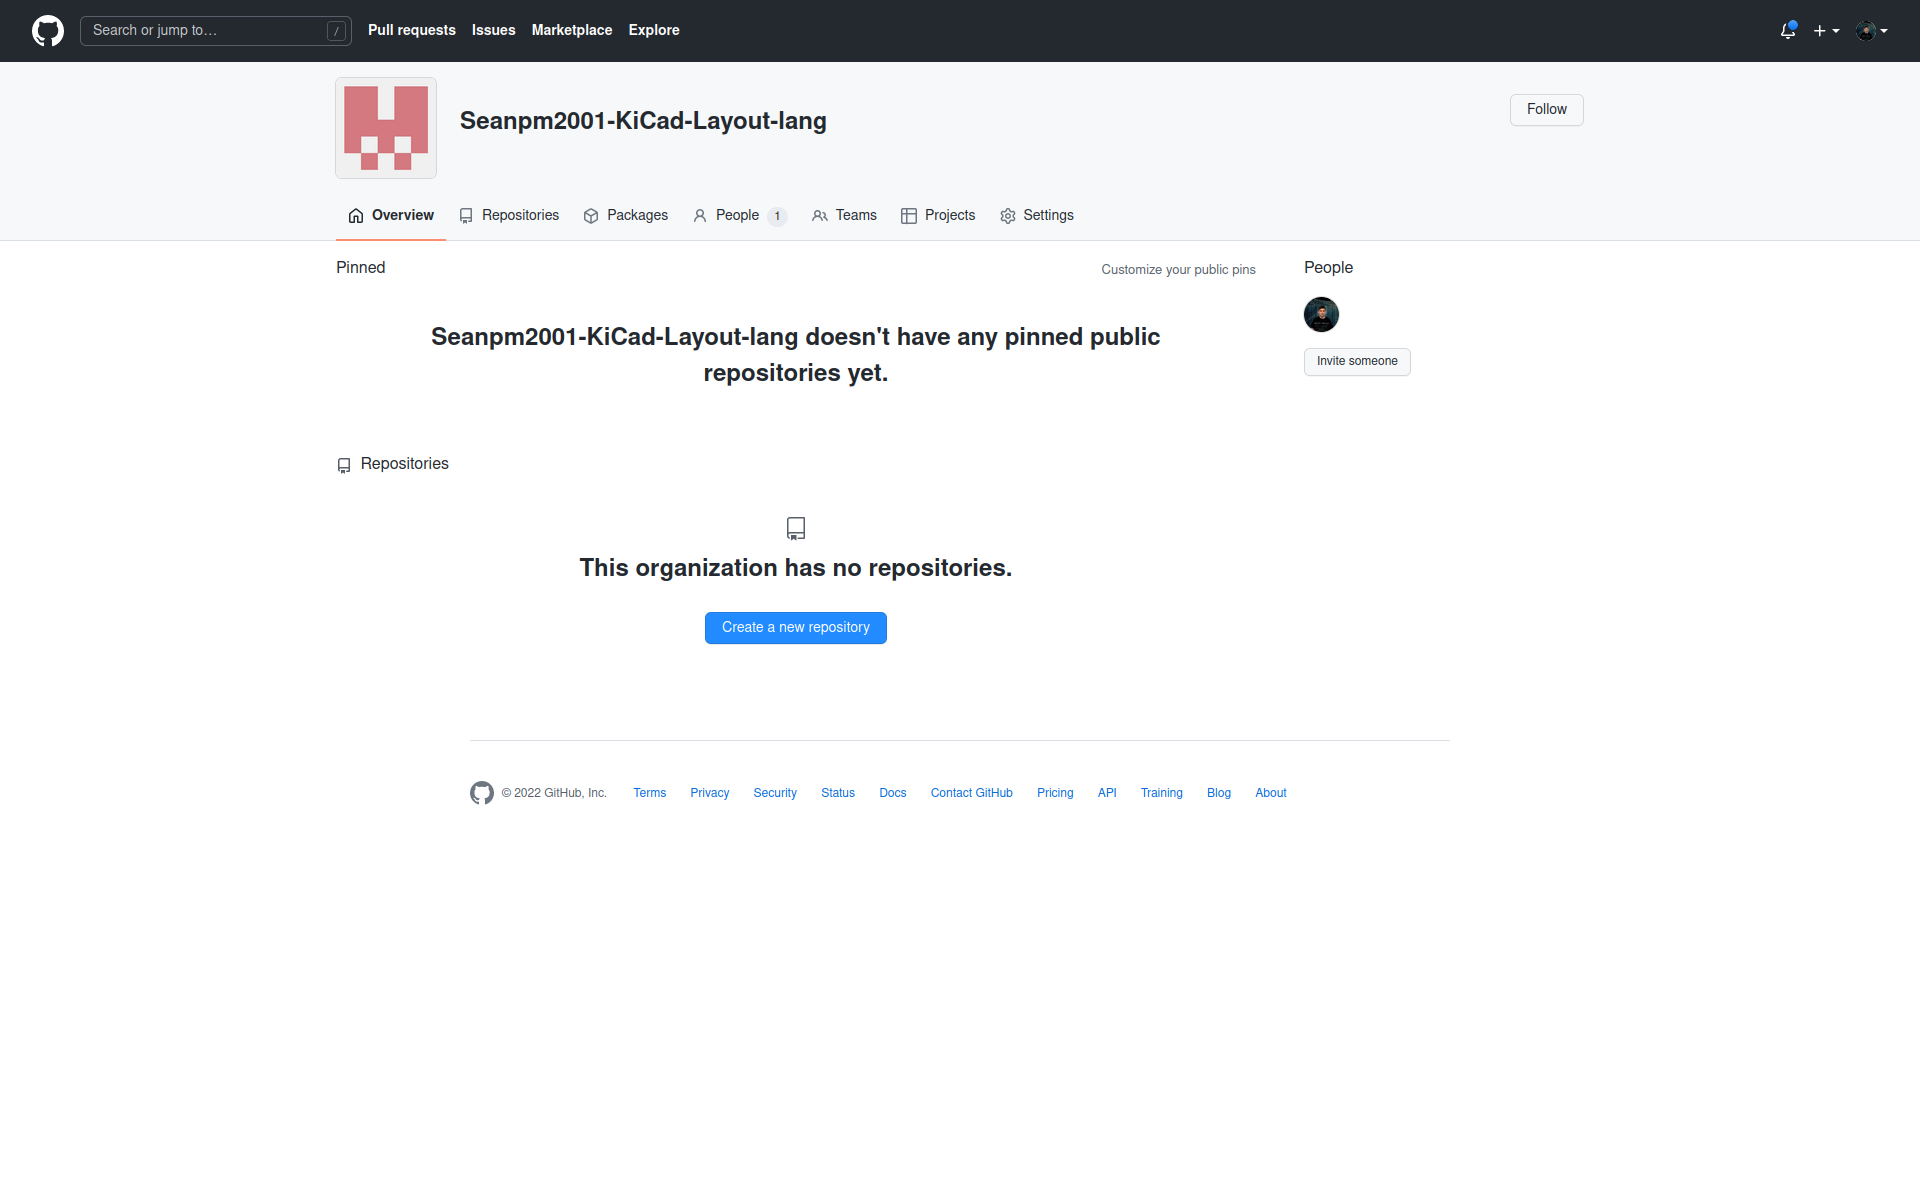 Search or jump to… /
Pull requests
Issues
Marketplace
Explore
Seanpm2001-KiCad-Layout-lang
Follow
Overview
Repositories
Packages
People 1
Teams
Projects
Settings
Pinned
Customize your public pins
Seanpm2001-KiCad-Layout-lang doesn't have any pinned public
repositories yet.
People
Invite someone
Repositories
This organization has no repositories.
Create a new repository
© 2022 GitHub, Inc.
Terms
Privacy
Security
Status
Docs
Contact GitHub
Pricing
API
Training
Blog
About